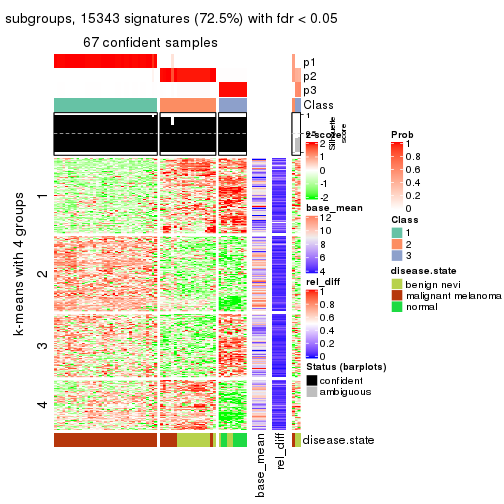 subgroups, 15343 signatures (72.5%) with fdr < 0.05
67 confident samples
p1
p2
p3
Class
1
Silhouette
score
z-score
2
1
0
-1
-2
base_mean
12
10
8
6
4
rel_diff
1
0.8
0.6
0.4
0.2
0
Status (barplots)
confident
ambiguous
Prob
1
0.8
0.6
0.4
0.2
0
Class
1
2
3
disease.state
benign nevi
malignant melanoma
normal
k-means with 4 groups
1
2
3
4
base_mean
rel_diff
disease.state